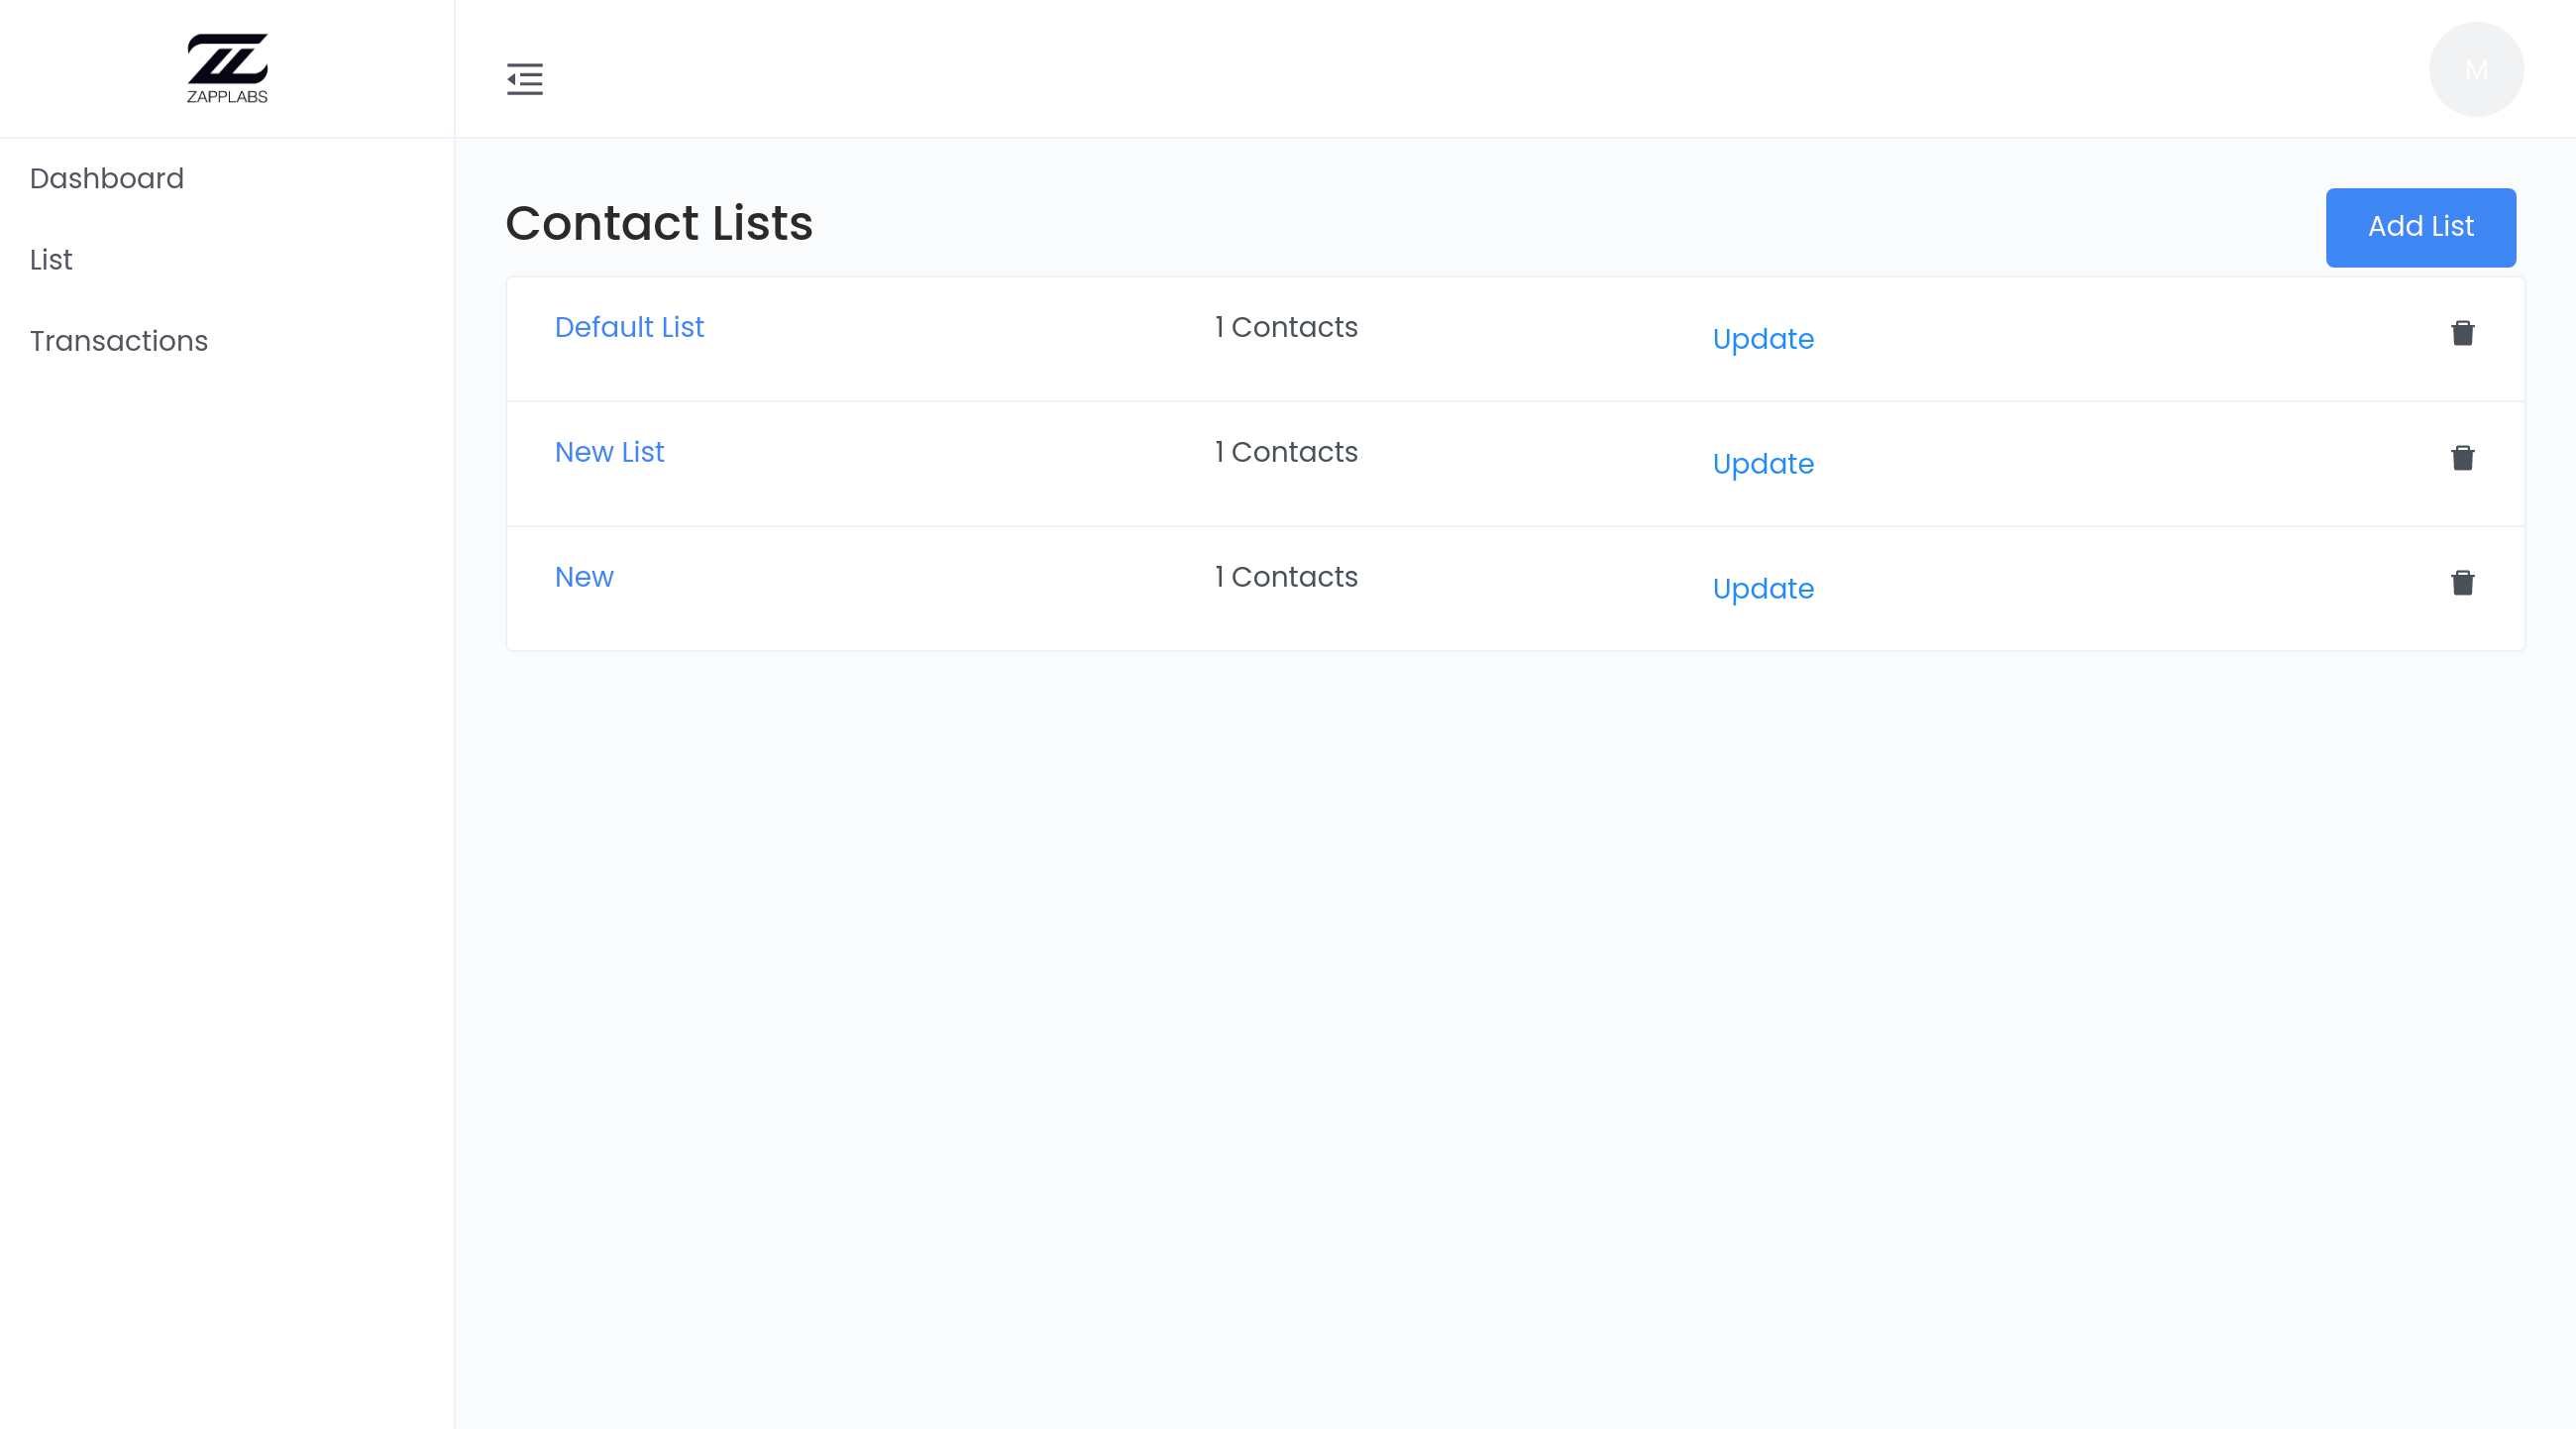 ZAPPLABS
M
Dashboard
List
Transactions
Contact Lists
Add List
Default List 1 Contacts Update
New List 1 Contacts Update
New 1 Contacts Update